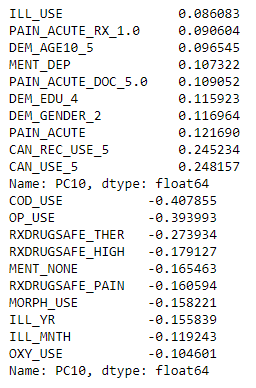 ILL_USE 0.086083
PAIN_ACUTE_RX_1.0 0.090604
DEM_AGE10_5 0.096545
MENT_DEP 0.107322
PAIN_ACUTE_DOC_5.0 0.109052
DEM_EDU_4 0.115923
DEM_GENDER_2 0.116964
PAIN_ACUTE 0.121690
CAN_REC_USE_5 0.245234
CAN_USE_5 0.248157
Name: PC10, dtype: float64
COD_USE -0.407855
OP_USE -0.393993
RXDRUGSAFE_THER -0.273934
RXDRUGSAFE_HIGH -0.179127
MENT_NONE -0.165463
RXDRUGSAFE_PAIN -0.160594
MORPH_USE -0.158221
ILL_YR -0.155839
ILL_MNTH -0.119243
OXY_USE -0.104601
Name: PC10, dtype: float64